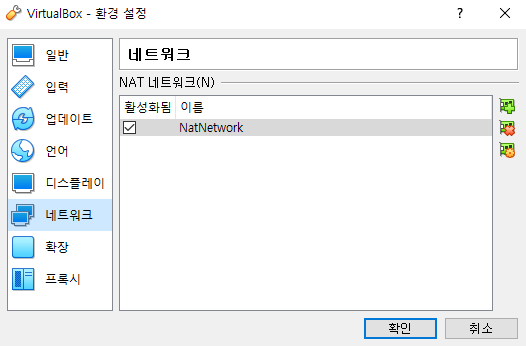 VirtualBox - 환경 설정
?
일반
입력
업데이트
언어
디스플레이
네트워크
확장
프록시
네트워크
NAT 네트워크(N)
활성화됨 이름
NatNetwork
확인 취소